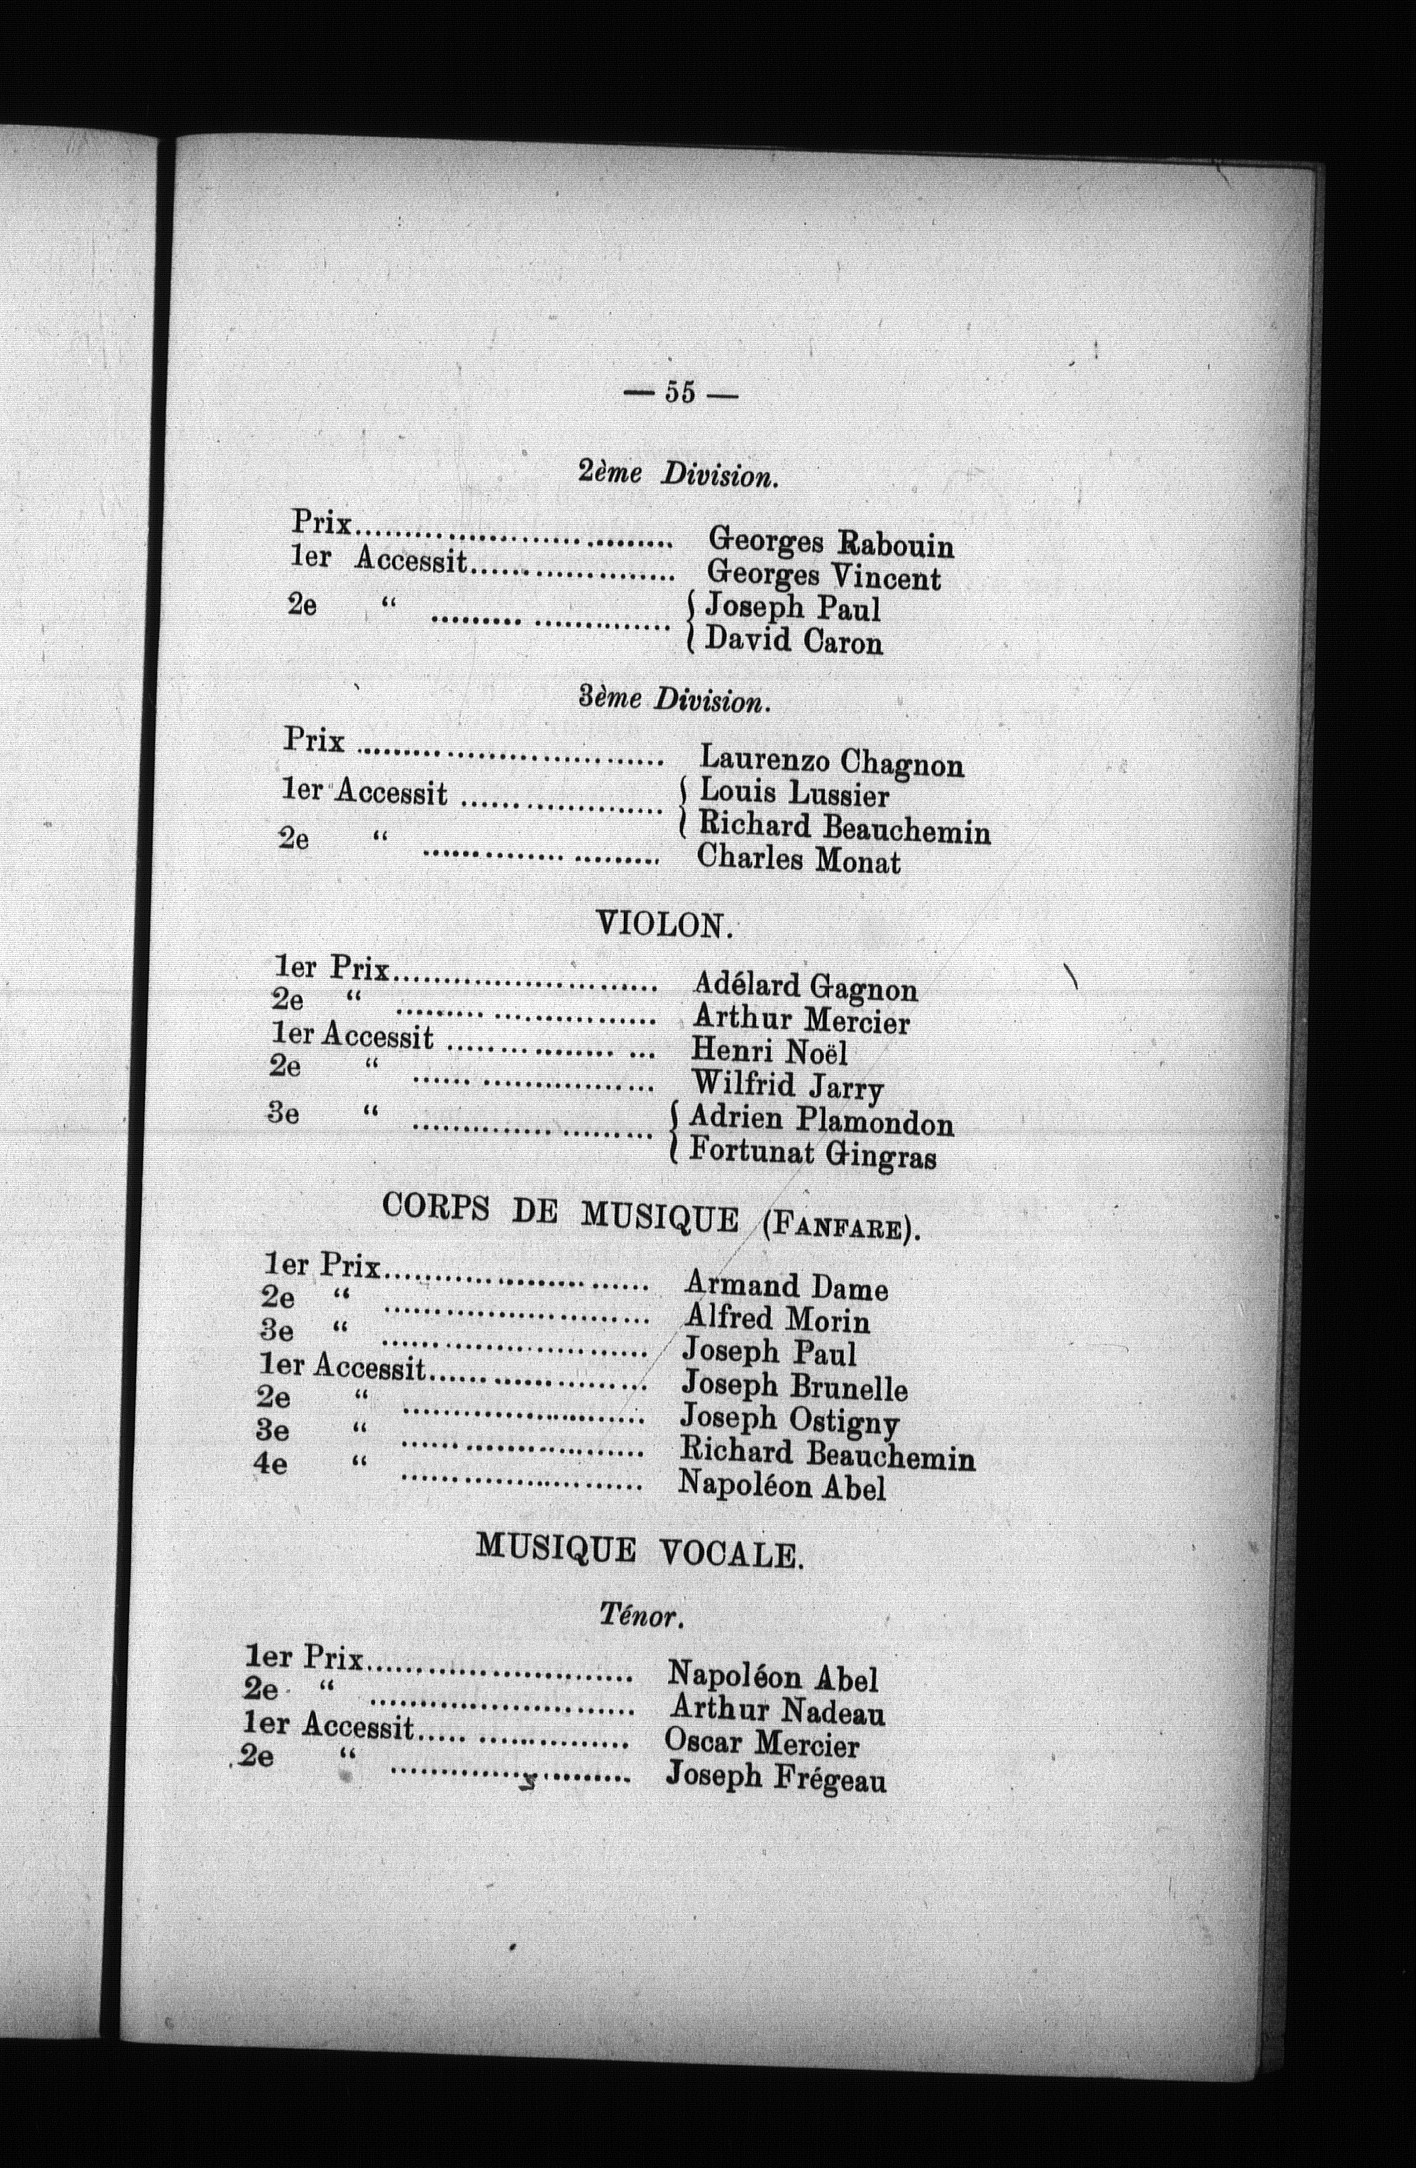 — 55 —
2ème Division.
Prix.............................. Georges Rabouin
1er Accessit.................... Georges Vincent
2e “ ....................... { Joseph Paul
{ David Caron
3ème Division.
Prix .............................. Laurenzo Chagnon
1er Accessit .................... { Louis Lussier
{ Richard Beauchemin
2e “ ....................... Charles Monat
VIOLON.
1er Prix.......................... Adélard Gagnon
2e “ ......................... Arthur Mercier
1er Accessit .................... Henri Noël
2e “ ....................... Wilfrid Jarry
3e “ ....................... { Adrien Plamondon
{ Fortunat Gingras
CORPS DE MUSIQUE (FANFARE).
1er Prix.......................... Armand Dame
2e “ .......................... Alfred Morin
3e “ .......................... Joseph Paul
1er Accessit..................... Joseph Brunelle
2e “ ........................ Joseph Ostigny
3e “ ........................ Richard Beauchemin
4e “ ........................ Napoléon Abel
MUSIQUE VOCALE.
Ténor.
1er Prix.......................... Napoléon Abel
2e “ .......................... Arthur Nadeau
1er Accessit..................... Oscar Mercier
2e “ ........................ Joseph Frégeau